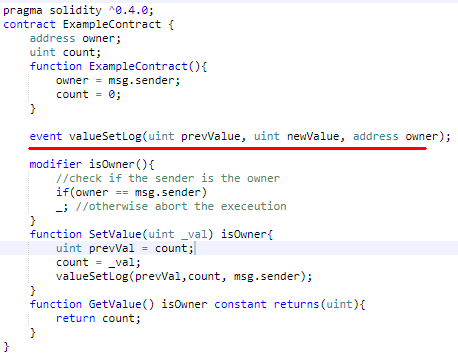 pragma solidity ^0.4.0;
contract ExampleContract {
address owner;
uint count;
function ExampleContract(){
owner = msg.sender;
count = 0;
}
event valueSetLog(uint prevValue, uint newValue, address owner);
modifier isOwner(){
//check if the sender is the owner
if(owner == msg.sender)
_; //otherwise abort the execeution
}
function SetValue(uint _val) isOwner{
uint prevVal = count;
count = _val;
valueSetLog(prevVal,count, msg.sender);
}
function GetValue() isOwner constant returns(uint){
return count;
}
}